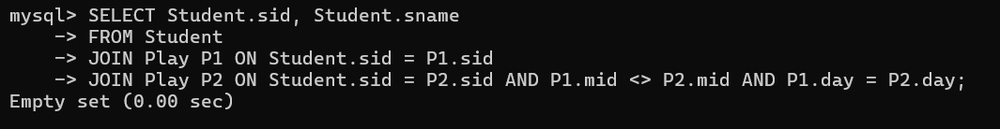 mysql> SELECT Student.sid, Student.sname
    -> FROM Student
    -> JOIN Play P1 ON Student.sid = P1.sid
    -> JOIN Play P2 ON Student.sid = P2.sid AND P1.mid <> P2.mid AND P1.day = P2.day;
Empty set (0.00 sec)